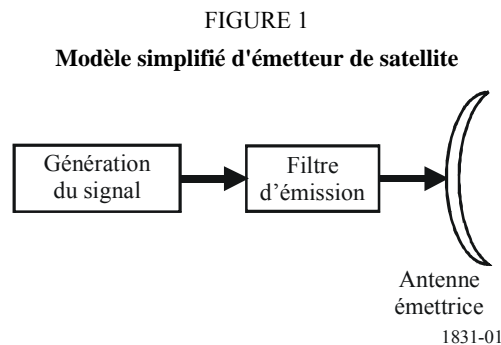 FIGURE 1
Modèle simplifié d'émetteur de satellite
Génération
du signal
Filtre
d’émission
Antenne
émettrice
1831-01